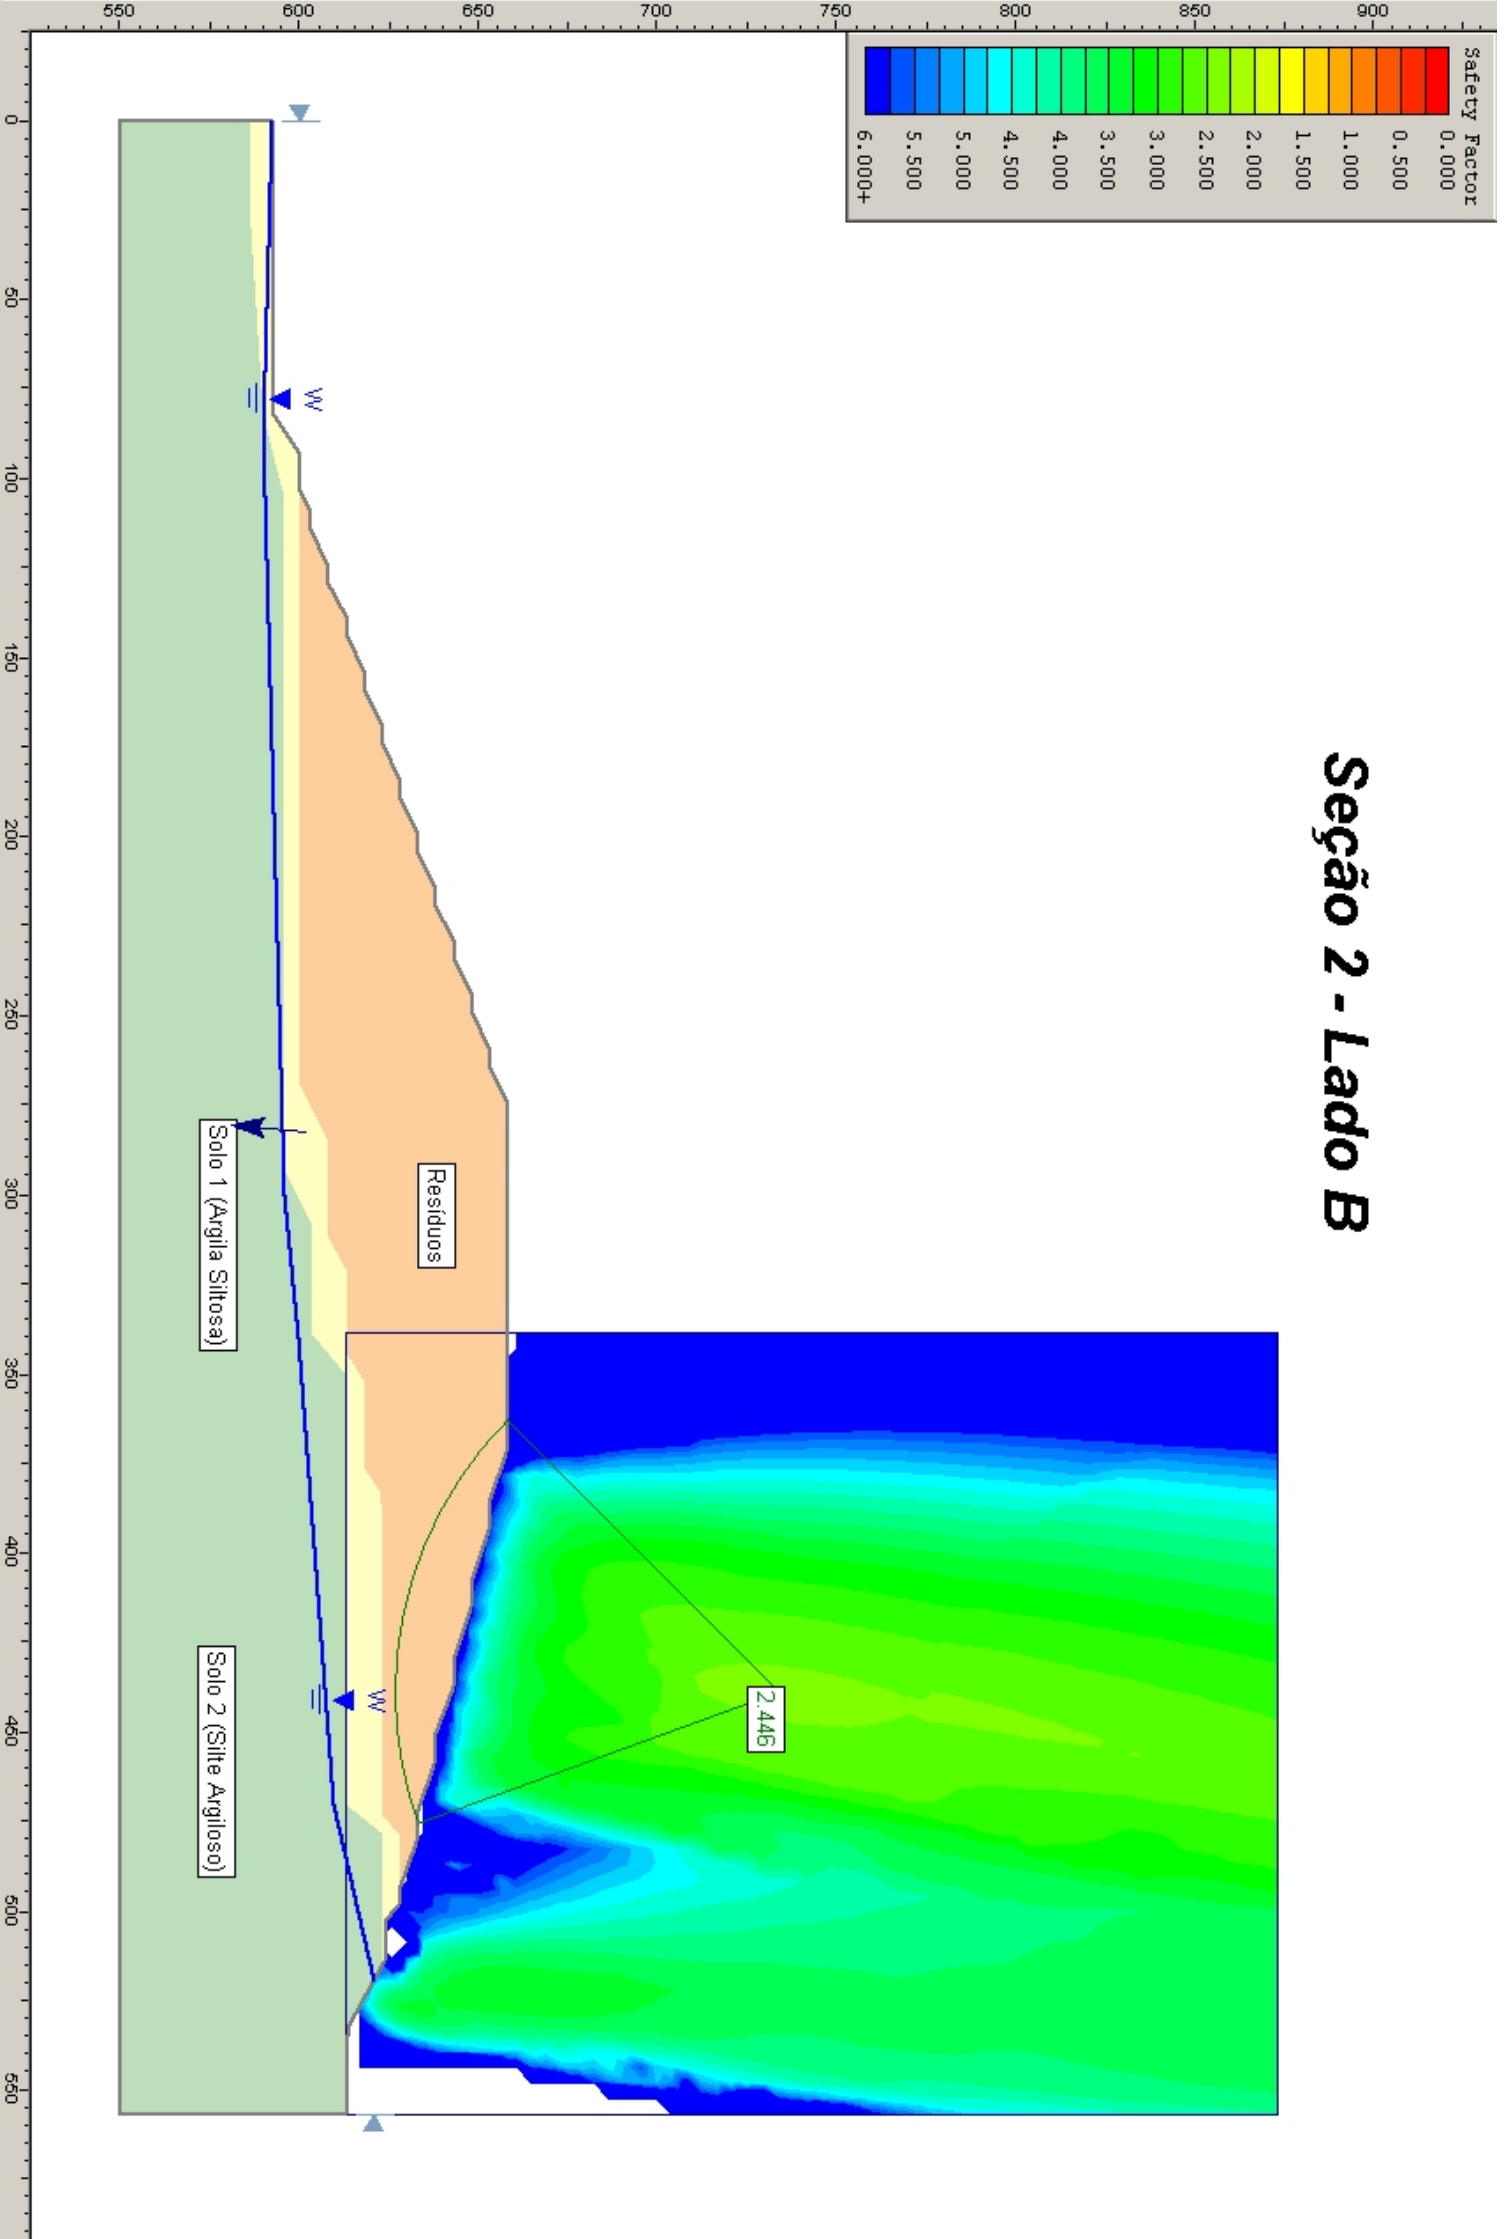 Seção 2 - Lado B
Safety Factor
0.000
0.500
1.000
1.500
2.000
2.500
3.000
3.500
4.000
4.500
5.000
5.500
6.000+
900
850
800
750
700
650
600
550
2.446
W
W
Resíduos
Solo 1 (Argila Siltosa)
Solo 2 (Silte Argiloso)
0 50 100 150 200 250 300 350 400 450 500 550